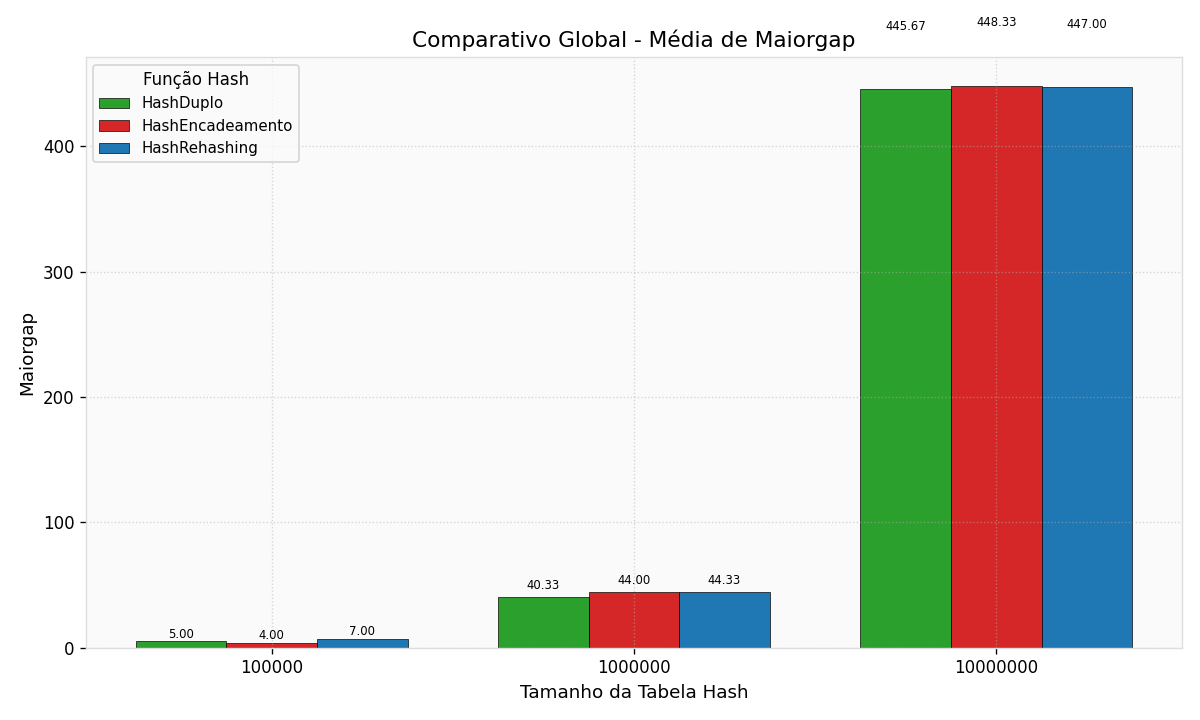 445.67 448.33 447.00
Comparativo Global - Média de Maiorgap
Função Hash
HashDuplo
HashEncadeamento
HashRehashing
400
300
200
100
0
Maiorgap
40.33 44.00 44.33
5.00 4.00 7.00
100000 1000000 10000000
Tamanho da Tabela Hash